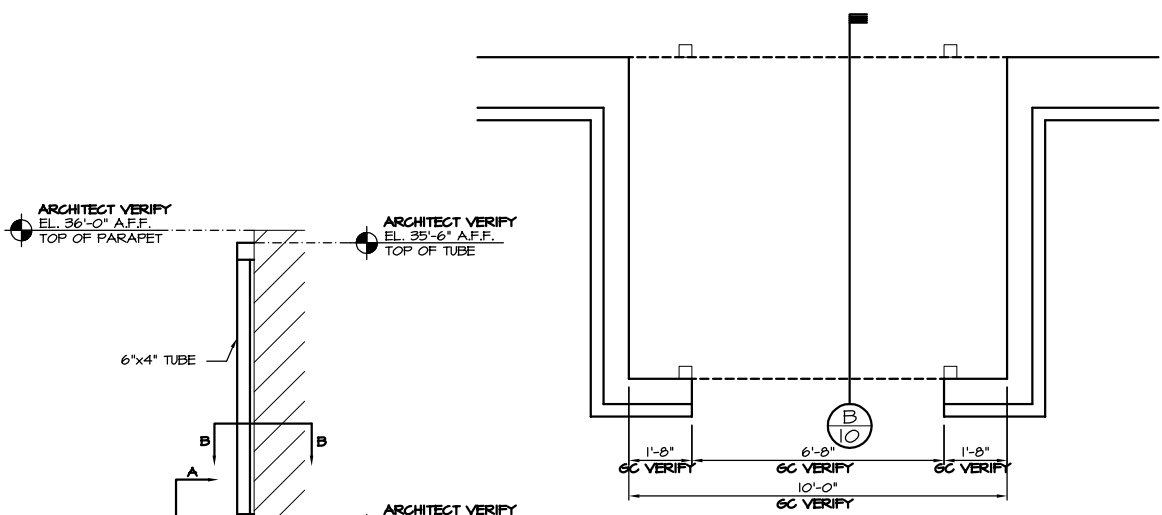 ARCHITECT VERIFY
EL. 36'-0" A.F.F.
TOP OF PARAPET
ARCHITECT VERIFY
EL. 35'-6" A.F.F.
TOP OF TUBE
6"x4" TUBE
B
B
A
ARCHITECT VERIFY
B
10
1'-8"
GC VERIFY
6'-8"
GC VERIFY
1'-8"
GC VERIFY
10'-0"
GC VERIFY